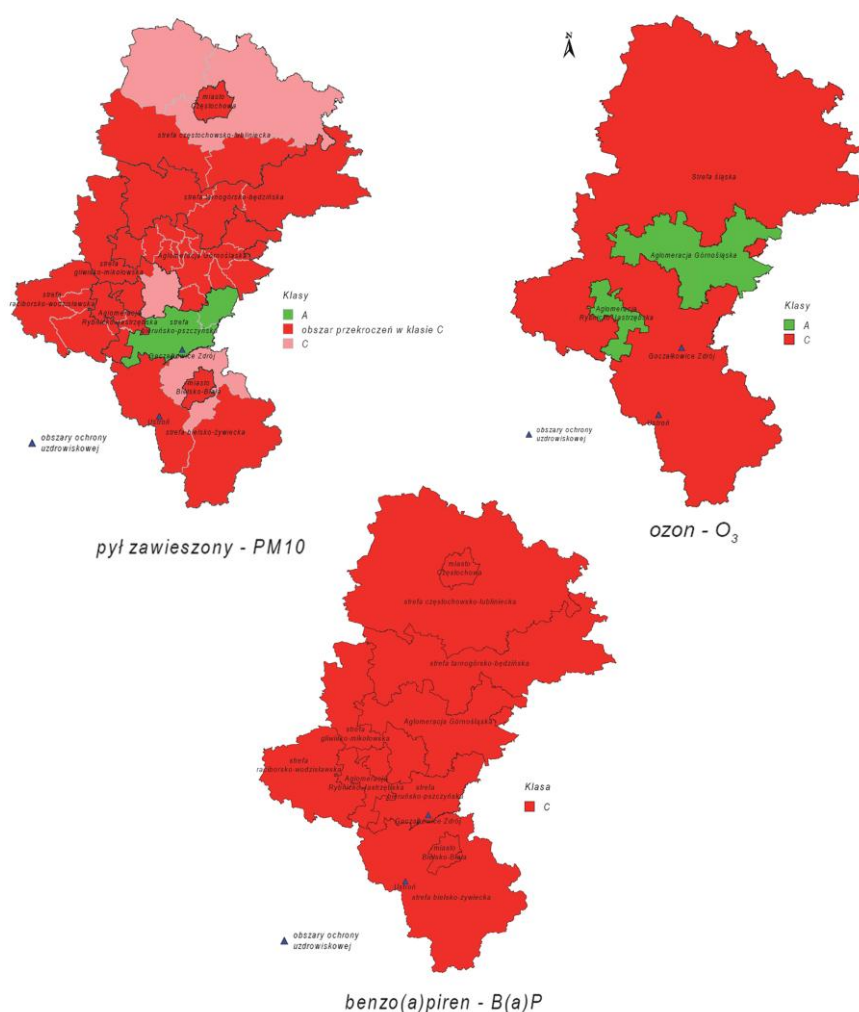 miasto
Częstochowa
strefa częstochowsko-lubliniecka
strefa tarnogórsko-będzińska
Aglomeracja Górnośląska
strefa
gliwicko-mikołowska
strefa
raciborsko-wodzisławska
Aglomeracja
Rybnicko-Jastrzębska
strefa
bieruńsko-pszczyńska
Goczałkowice Zdrój
miasto
Bielsko-Biała
Ustroń
strefa bielsko-żywiecka
Klasy
A
obszar przekroczeń w klasie C
C
obszary ochrony
uzdrowiskowej
pył zawieszony - PM10
N
Strefa śląska
Aglomeracja Górnośląska
Aglomeracja
Rybnicko-Jastrzębska
Goczałkowice Zdrój
Ustroń
Klasy
A
C
obszary ochrony
uzdrowiskowej
ozon - O₃
miasto
Częstochowa
strefa częstochowsko-lubliniecka
strefa tarnogórsko-będzińska
Aglomeracja Górnośląska
strefa
gliwicko-mikołowska
strefa
raciborsko-wodzisławska
Aglomeracja
Rybnicko-Jastrzębska
strefa
bieruńsko-pszczyńska
Goczałkowice Zdrój
miasto
Bielsko-Biała
Ustroń
strefa bielsko-żywiecka
Klasa
C
obszary ochrony
uzdrowiskowej
benzo(a)piren - B(a)P